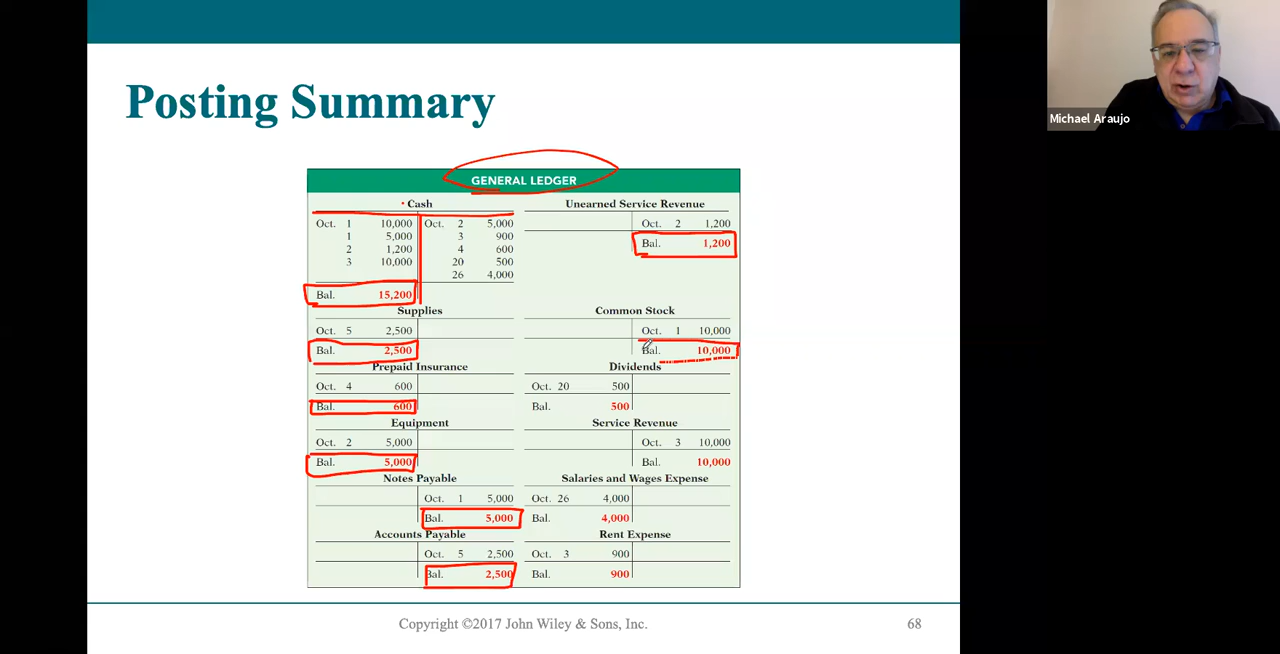 Posting Summary
Michael Araujo
GENERAL LEDGER
Cash
Oct. 1 10,000 Oct. 2 5,000
1 5,000 3 900
2 1,200 4 600
3 10,000 20 500
26 4,000
Bal. 15,200
Supplies
Oct. 5 2,500
Bal. 2,500
Prepaid Insurance
Oct. 4 600
Bal. 600
Equipment
Oct. 2 5,000
Bal. 5,000
Notes Payable
Oct. 1 5,000
Bal. 5,000
Accounts Payable
Oct. 5 2,500
Bal. 2,500
Unearned Service Revenue
Oct. 2 1,200
Bal. 1,200
Common Stock
Oct. 1 10,000
Bal. 10,000
Dividends
Oct. 20 500
Bal. 500
Service Revenue
Oct. 3 10,000
Bal. 10,000
Salaries and Wages Expense
Oct. 26 4,000
Bal. 4,000
Rent Expense
Oct. 3 900
Bal. 900
Copyright ©2017 John Wiley & Sons, Inc.
68